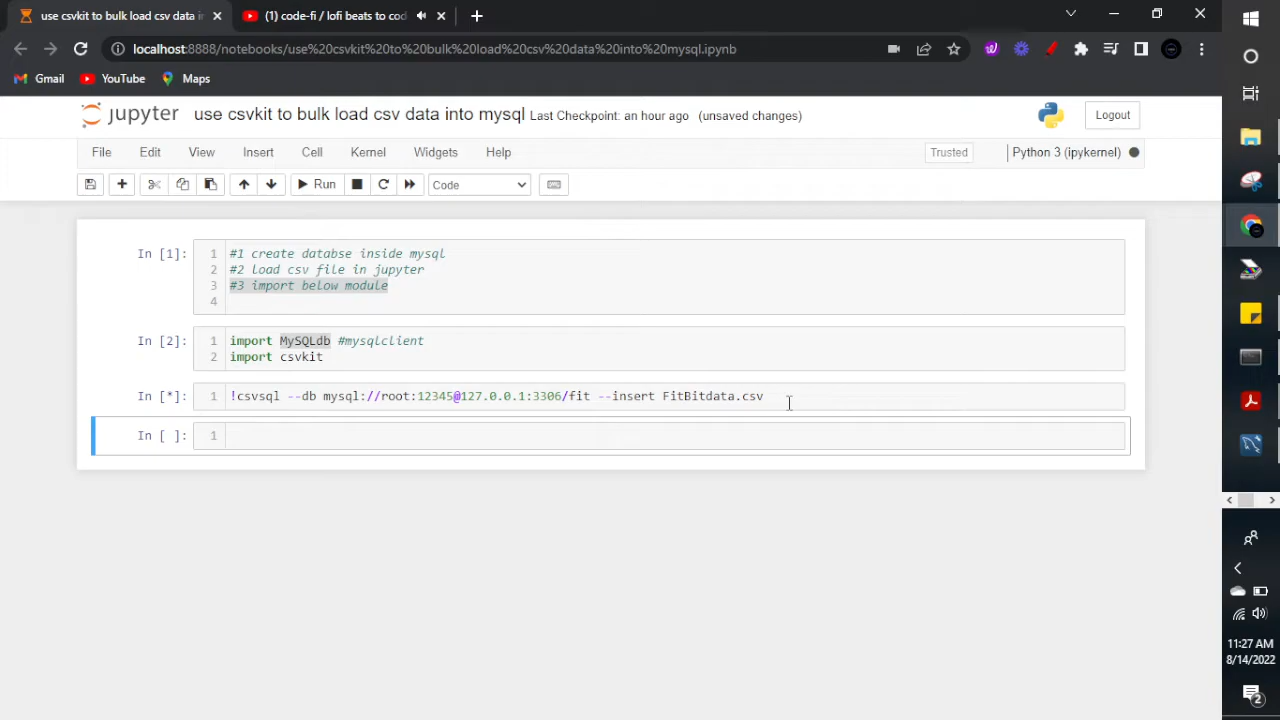 use csvkit to bulk load csv data i
(1) code-fi / lofi beats to cod
localhost:8888/notebooks/use%20csvkit%20to%20bulk%20load%20csv%20data%20into%20mysql.ipynb
Gmail YouTube Maps
jupyter use csvkit to bulk load csv data into mysql Last Checkpoint: an hour ago (unsaved changes)
Logout
File Edit View Insert Cell Kernel Widgets Help
Trusted
Python 3 (ipykernel)
Run
Code
In [1]:
1 #1 create databse inside mysql
2 #2 load csv file in jupyter
3 #3 import below module
4
In [2]:
1 import MySQLdb #mysqlclient
2 import csvkit
In [*]:
1 !csvsql --db mysql://root:12345@127.0.0.1:3306/fit --insert FitBitdata.csv
In [ ]:
1
11:27 AM
8/14/2022
2